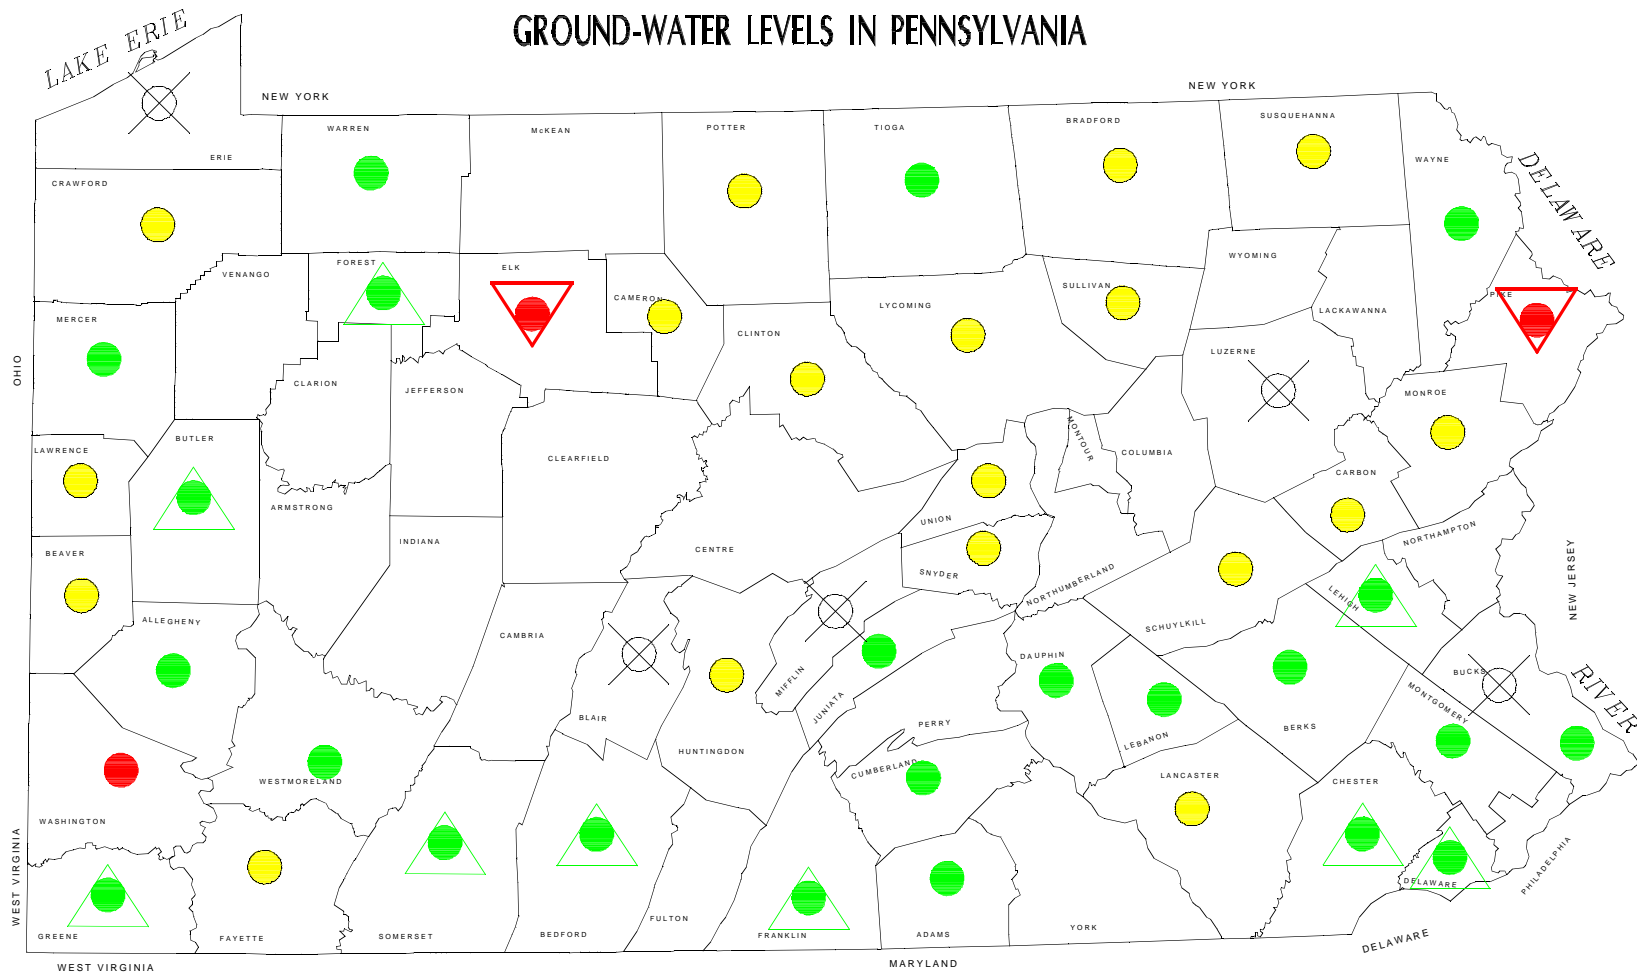 GROUND-WATER LEVELS IN PENNSYLVANIA
LAKE ERIE
NEW YORK
NEW YORK
WARREN
McKEAN
POTTER
TIOGA
BRADFORD
SUSQUEHANNA
WAYNE
ERIE
CRAWFORD
DELAWARE
VENANGO
FOREST
ELK
CAMERON
WYOMING
SULLIVAN
PIKE
MERCER
LYCOMING
LACKAWANNA
CLINTON
LUZERNE
OHIO
CLARION
JEFFERSON
MONROE
BUTLER
MONTOUR
LAWRENCE
CLEARFIELD
COLUMBIA
CARBON
ARMSTRONG
UNION
NORTHAMPTON
INDIANA
CENTRE
BEAVER
SNYDER
NORTHUMBERLAND
LEHIGH
NEW JERSEY
ALLEGHENY
CAMBRIA
SCHUYLKILL
DAUPHIN
MIFFLIN
BUCKS
RIVER
JUNIATA
MONTGOMERY
BLAIR
PERRY
BERKS
HUNTINGDON
LEBANON
CUMBERLAND
LANCASTER
CHESTER
WESTMORELAND
WASHINGTON
WEST VIRGINIA
PHILADELPHIA
DELAWARE
FULTON
YORK
GREENE
FAYETTE
SOMERSET
BEDFORD
FRANKLIN
ADAMS
DELAWARE
WEST VIRGINIA
MARYLAND